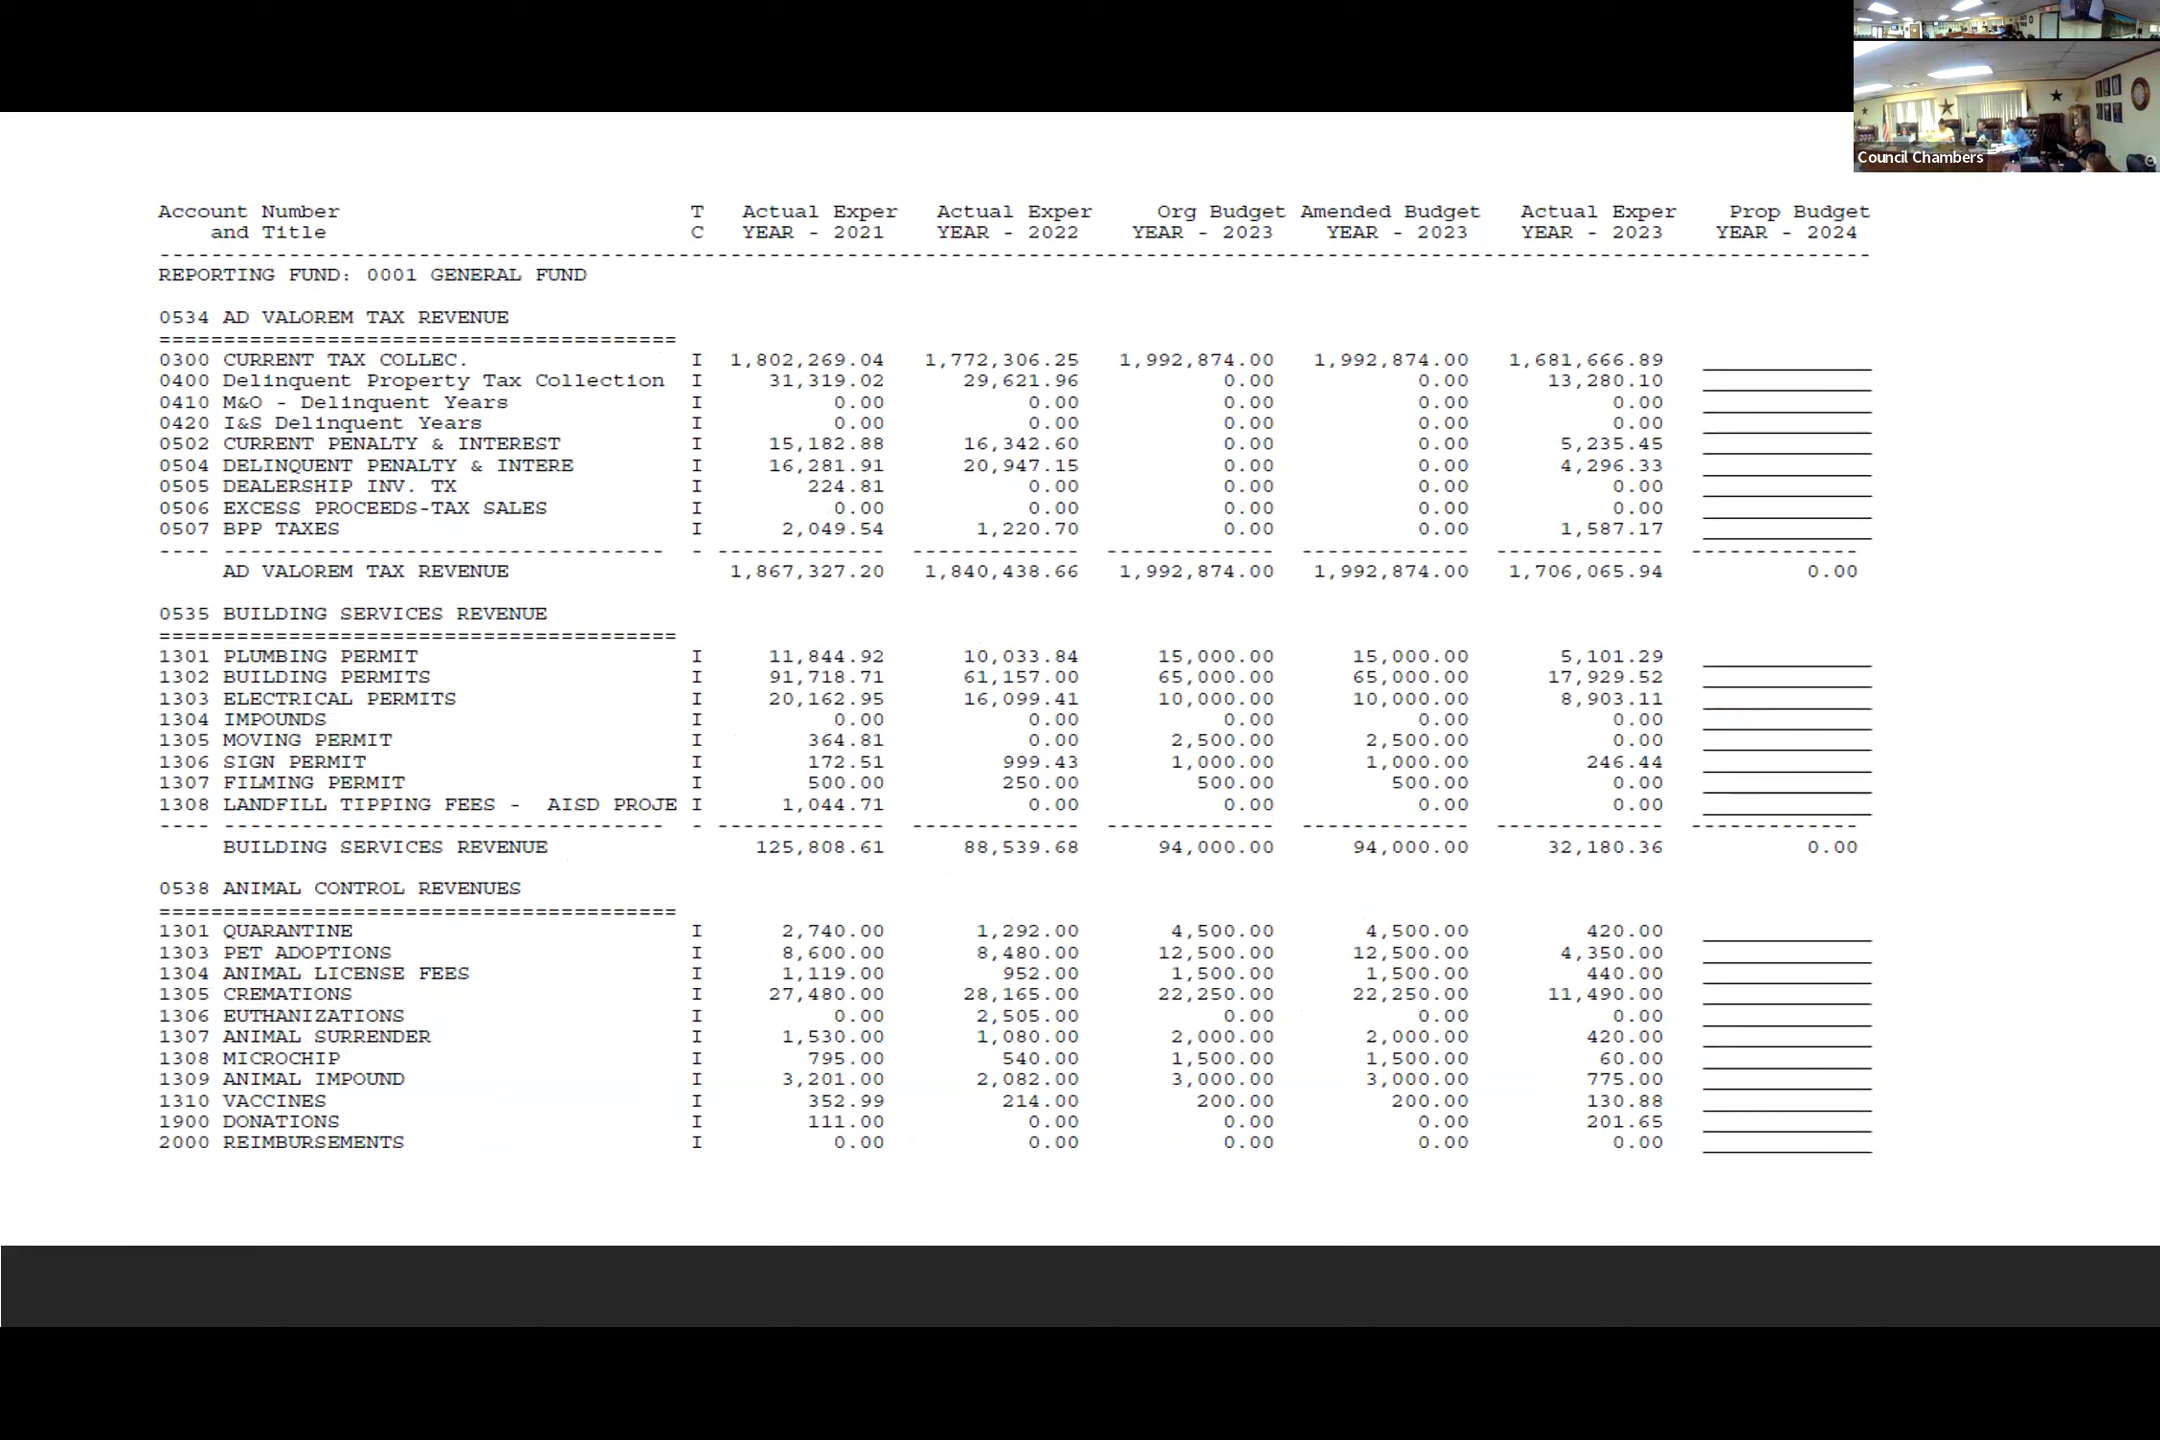 Council Chambers
Account Number T Actual Exper Actual Exper Org Budget Amended Budget Actual Exper Prop Budget
and Title C YEAR - 2021 YEAR - 2022 YEAR - 2023 YEAR - 2023 YEAR - 2023 YEAR - 2024
REPORTING FUND: 0001 GENERAL FUND
0534 AD VALOREM TAX REVENUE
0300 CURRENT TAX COLLEC. I 1,802,269.04 1,772,306.25 1,992,874.00 1,992,874.00 1,681,666.89
0400 Delinquent Property Tax Collection I 31,319.02 29,621.96 0.00 0.00 13,280.10
0410 M&O - Delinquent Years I 0.00 0.00 0.00 0.00 0.00
0420 I&S Delinquent Years I 0.00 0.00 0.00 0.00 0.00
0502 CURRENT PENALTY & INTEREST I 15,182.88 16,342.60 0.00 0.00 5,235.45
0504 DELINQUENT PENALTY & INTERE I 16,281.91 20,947.15 0.00 0.00 4,296.33
0505 DEALERSHIP INV. TX I 224.81 0.00 0.00 0.00 0.00
0506 EXCESS PROCEEDS-TAX SALES I 0.00 0.00 0.00 0.00 0.00
0507 BPP TAXES I 2,049.54 1,220.70 0.00 0.00 1,587.17
AD VALOREM TAX REVENUE 1,867,327.20 1,840,438.66 1,992,874.00 1,992,874.00 1,706,065.94 0.00
0535 BUILDING SERVICES REVENUE
1301 PLUMBING PERMIT I 11,844.92 10,033.84 15,000.00 15,000.00 5,101.29
1302 BUILDING PERMITS I 91,718.71 61,157.00 65,000.00 65,000.00 17,929.52
1303 ELECTRICAL PERMITS I 20,162.95 16,099.41 10,000.00 10,000.00 8,903.11
1304 IMPOUNDS I 0.00 0.00 0.00 0.00 0.00
1305 MOVING PERMIT I 364.81 0.00 2,500.00 2,500.00 0.00
1306 SIGN PERMIT I 172.51 999.43 1,000.00 1,000.00 246.44
1307 FILMING PERMIT I 500.00 250.00 500.00 500.00 0.00
1308 LANDFILL TIPPING FEES - AISD PROJE I 1,044.71 0.00 0.00 0.00 0.00
BUILDING SERVICES REVENUE 125,808.61 88,539.68 94,000.00 94,000.00 32,180.36 0.00
0538 ANIMAL CONTROL REVENUES
1301 QUARANTINE I 2,740.00 1,292.00 4,500.00 4,500.00 420.00
1303 PET ADOPTIONS I 8,600.00 8,480.00 12,500.00 12,500.00 4,350.00
1304 ANIMAL LICENSE FEES I 1,119.00 952.00 1,500.00 1,500.00 440.00
1305 CREMATIONS I 27,480.00 28,165.00 22,250.00 22,250.00 11,490.00
1306 EUTHANIZATIONS I 0.00 2,505.00 0.00 0.00 0.00
1307 ANIMAL SURRENDER I 1,530.00 1,080.00 2,000.00 2,000.00 420.00
1308 MICROCHIP I 795.00 540.00 1,500.00 1,500.00 60.00
1309 ANIMAL IMPOUND I 3,201.00 2,082.00 3,000.00 3,000.00 775.00
1310 VACCINES I 352.99 214.00 200.00 200.00 130.88
1900 DONATIONS I 111.00 0.00 0.00 0.00 201.65
2000 REIMBURSEMENTS I 0.00 0.00 0.00 0.00 0.00